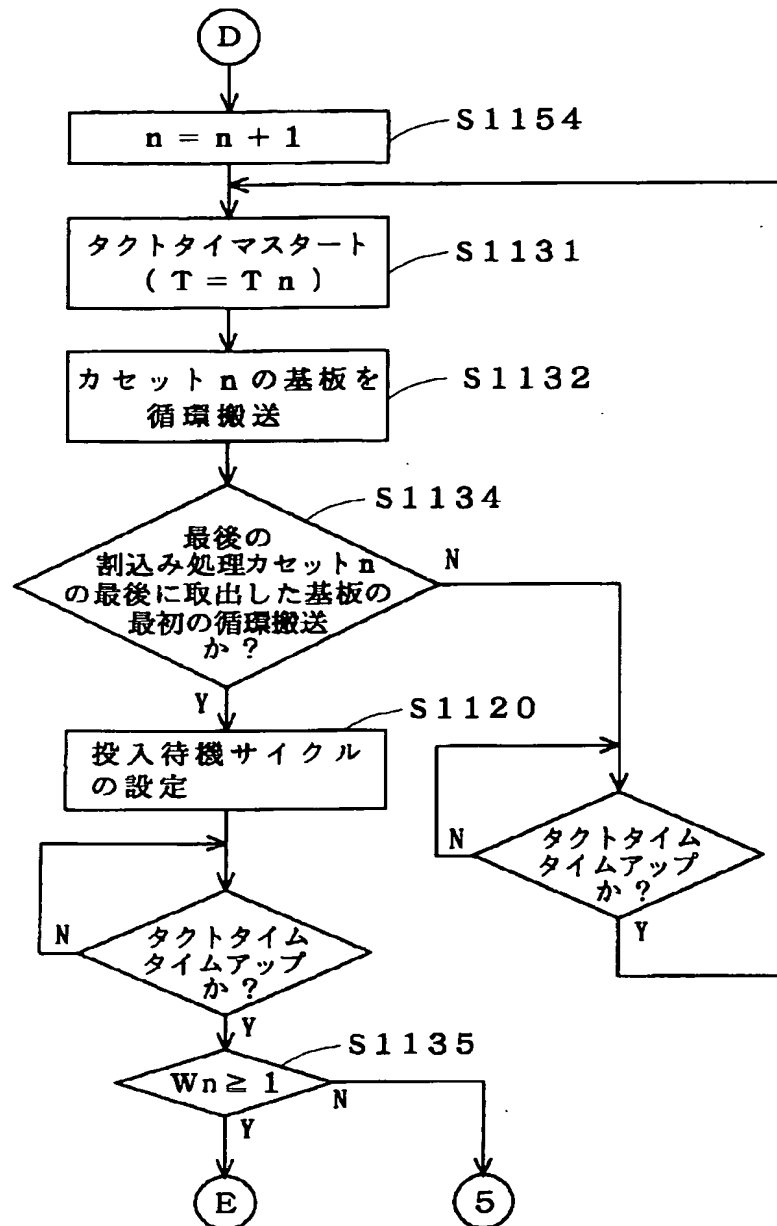 D
n = n + 1
S1154
タクトタイマスタート
( T = T n )
S1131
カセットnの基板を
循環搬送
S1132
S1134
最後の
割込み処理カセットn
の最後に取出した基板の
最初の循環搬送
か?
N
Y
S1120
投入待機サイクル
の設定
N
タクトタイム
タイムアップ
か?
Y
N
タクトタイム
タイムアップ
か?
Y
S1135
Wn ≧ 1
N
Y
E
5